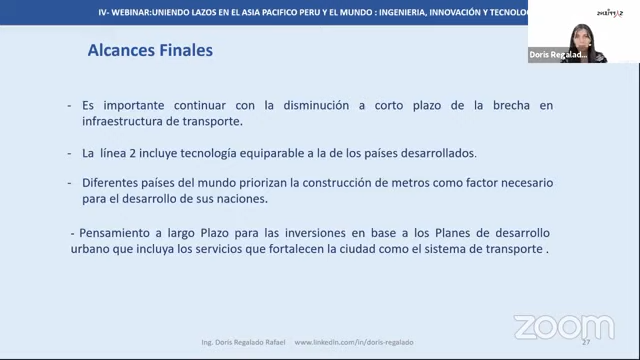 IV- WEBINAR:UNIENDO LAZOS EN EL ASIA PACIFICO PERU Y EL MUNDO : INGENIERIA, INNOVACIÓN Y TECNOLO
Doris Regalad...
Alcances Finales
- Es importante continuar con la disminución a corto plazo de la brecha en
infraestructura de transporte.
- La línea 2 incluye tecnología equiparable a la de los países desarrollados.
- Diferentes países del mundo priorizan la construcción de metros como factor necesario
para el desarrollo de sus naciones.
- Pensamiento a largo Plazo para las inversiones en base a los Planes de desarrollo
urbano que incluya los servicios que fortalecen la ciudad como el sistema de transporte .
Ing. Doris Regalado Rafael www.linkedin.com/in/doris-regalado
27
zoom